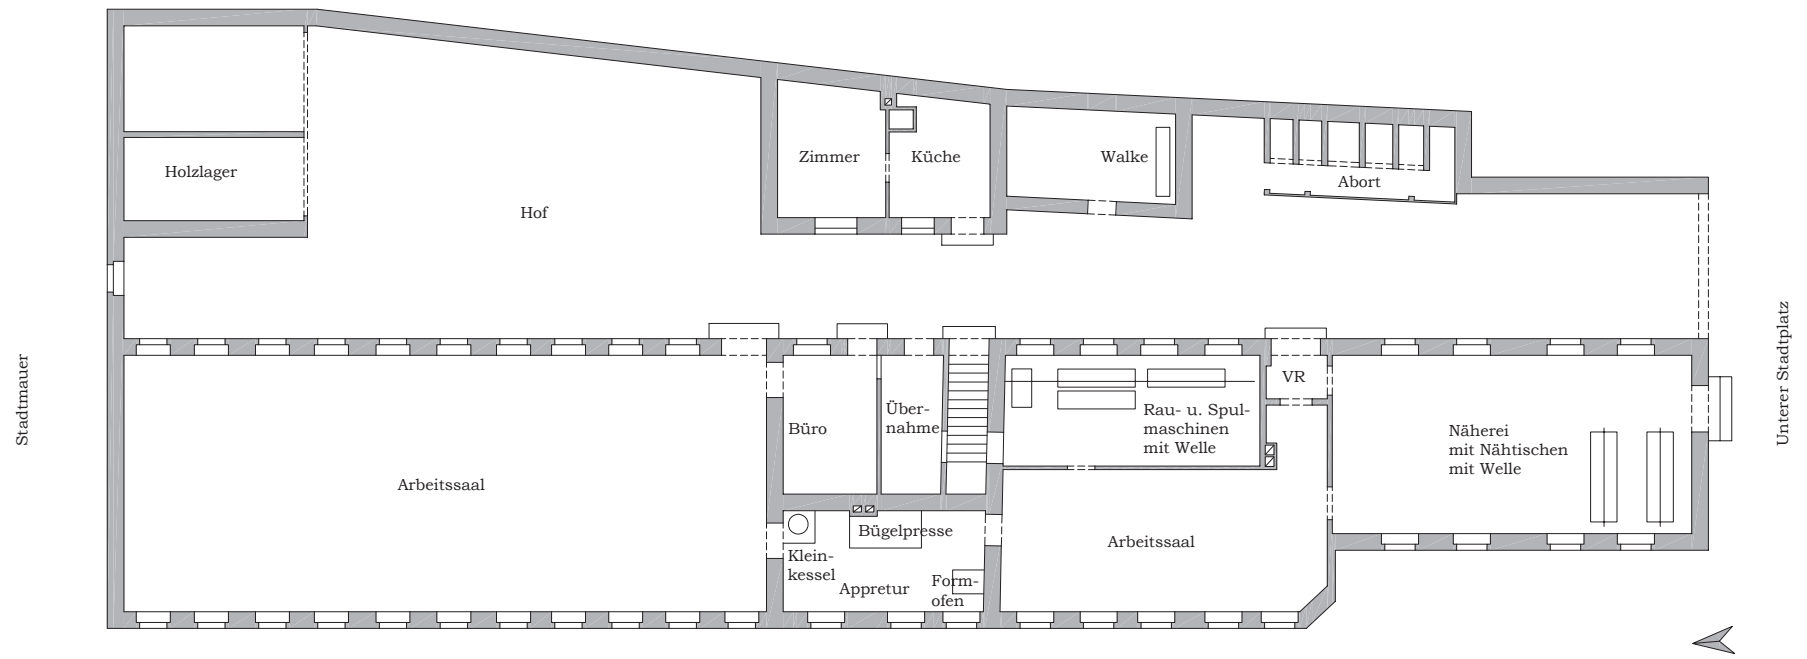 Holzlager
Hof
Zimmer
Küche
Walke
Abort
Stadtmauer
Unterer Stadtplatz
Arbeitssaal
Büro
Über-
nahme
Rau- u. Spul-
maschinen
mit Welle
VR
Näherei
mit Nähtischen
mit Welle
Bügelpresse
Klein-
kessel
Appretur
Form-
ofen
Arbeitssaal